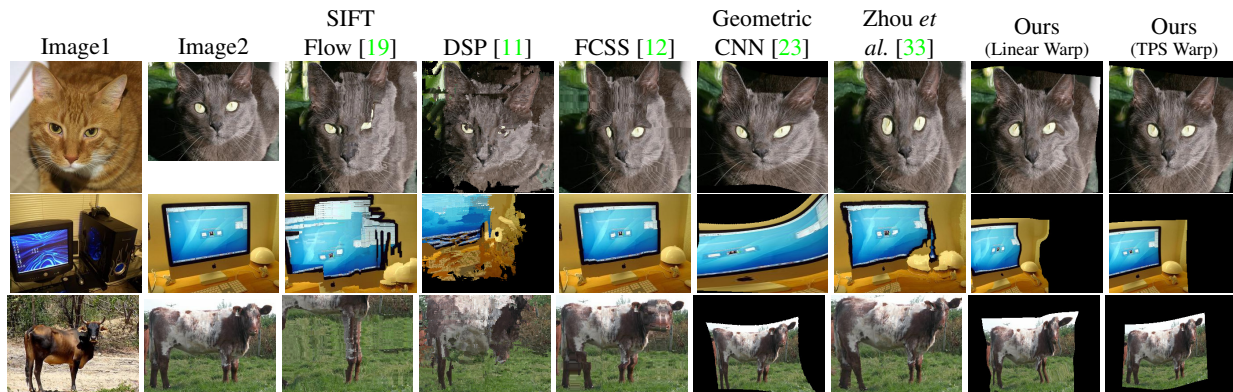 Image1
Image2
SIFT
Flow [19]
DSP [11]
FCSS [12]
Geometric
CNN [23]
Zhou et
al. [33]
Ours
(Linear Warp)
Ours
(TPS Warp)